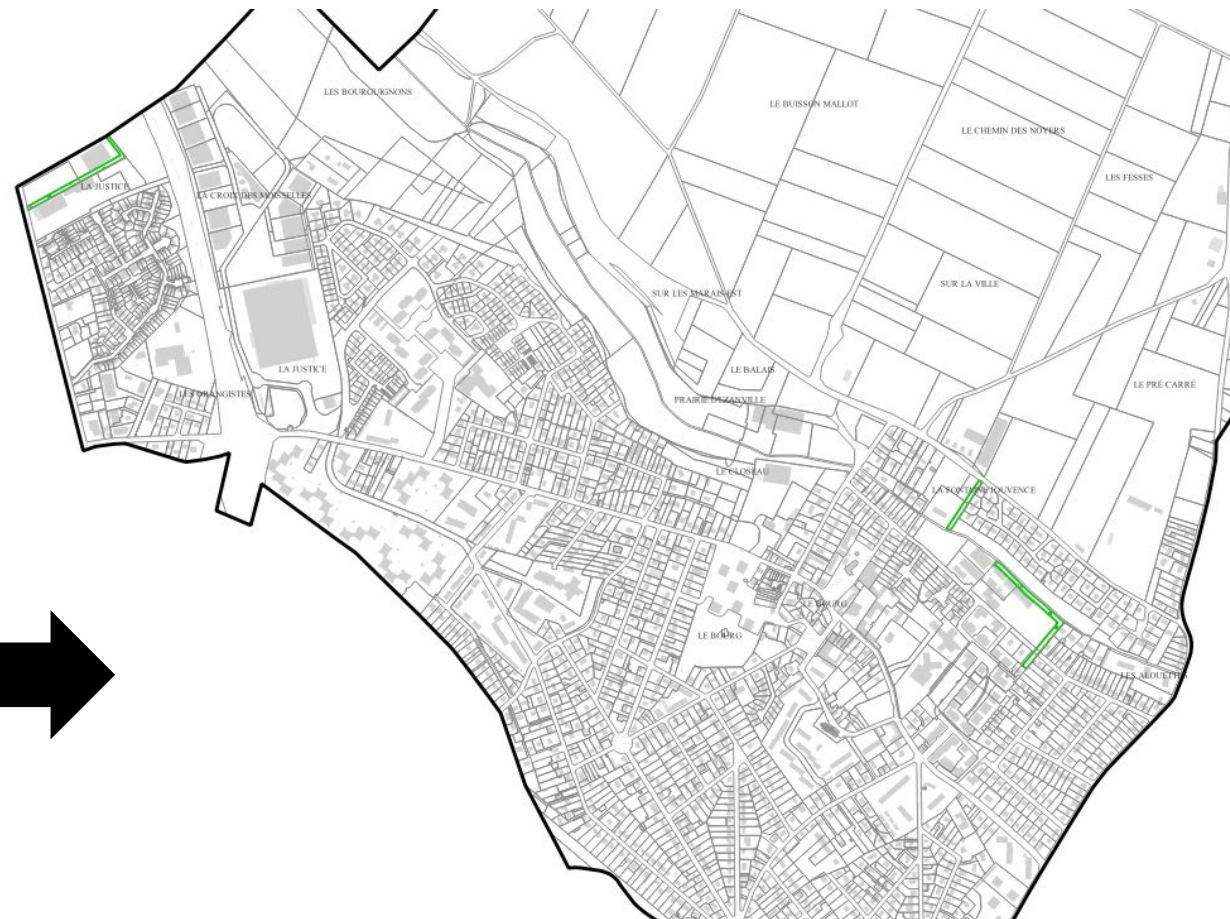 LES BOURGUIGNONS
LE BUISSON MALLOT
LE CHEMIN DES NOYERS
LES FESSES
LA JUSTICE
LA CROIX DES MOISSELLES
SUR LES MARAIS EST
SUR LA VILLE
LA JUSTICE
LE BALAIS
LE PRÉ CARRÉ
LES ORANGISTES
PRAIRIE D'EZANVILLE
LE CLOSEAU
LA FONTAINE JOUVENCE
LE BOURG
LE BOURG
LES ALOUETTES